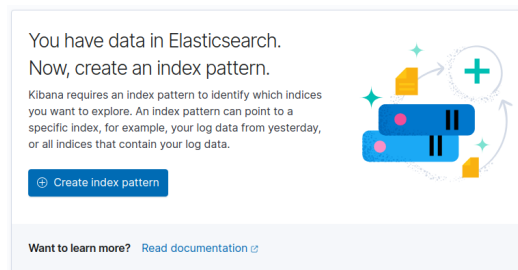 You have data in Elasticsearch.
Now, create an index pattern.
Kibana requires an index pattern to identify which indices
you want to explore. An index pattern can point to a
specific index, for example, your log data from yesterday,
or all indices that contain your log data.
Create index pattern
Want to learn more? Read documentation